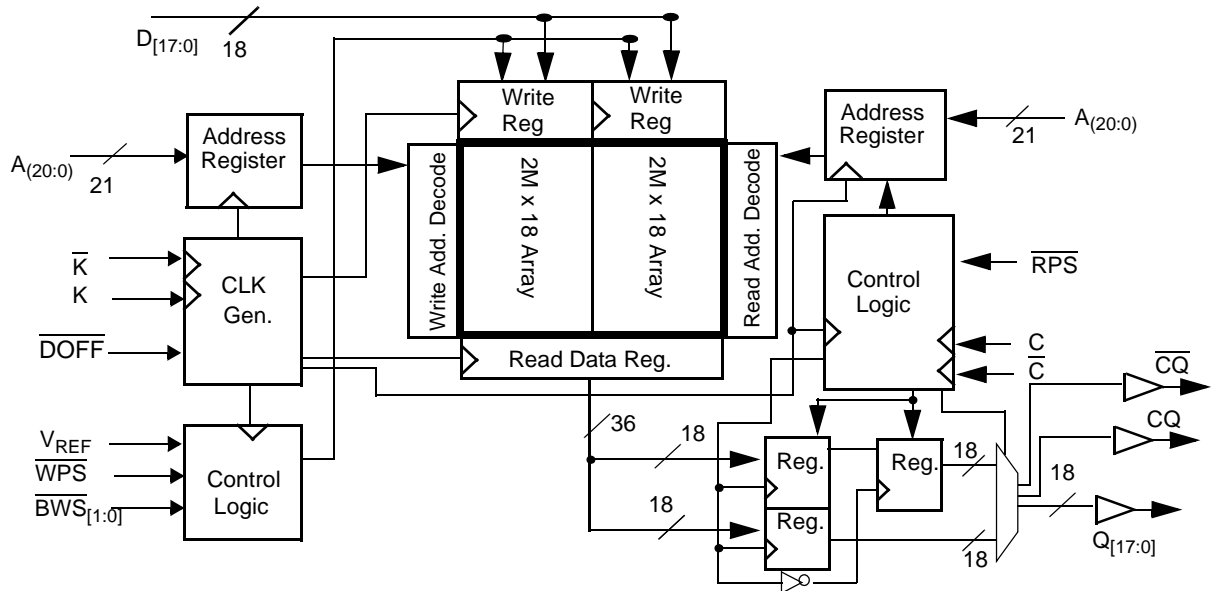 D[17:0]
18
Write
Reg
Write
Reg
Address
Register
Address
Register
A(20:0)
21
21
A(20:0)
Write Add. Decode
2M x 18 Array
2M x 18 Array
Read Add. Decode
K̅
K
DOFF
CLK
Gen.
Control
Logic
RPS
C
C̅
Read Data Reg.
CQ
CQ
VREF
WPS
BWS[1:0]
Control
Logic
36
18
18
Reg.
Reg.
Reg.
18
18
18
Q[17:0]